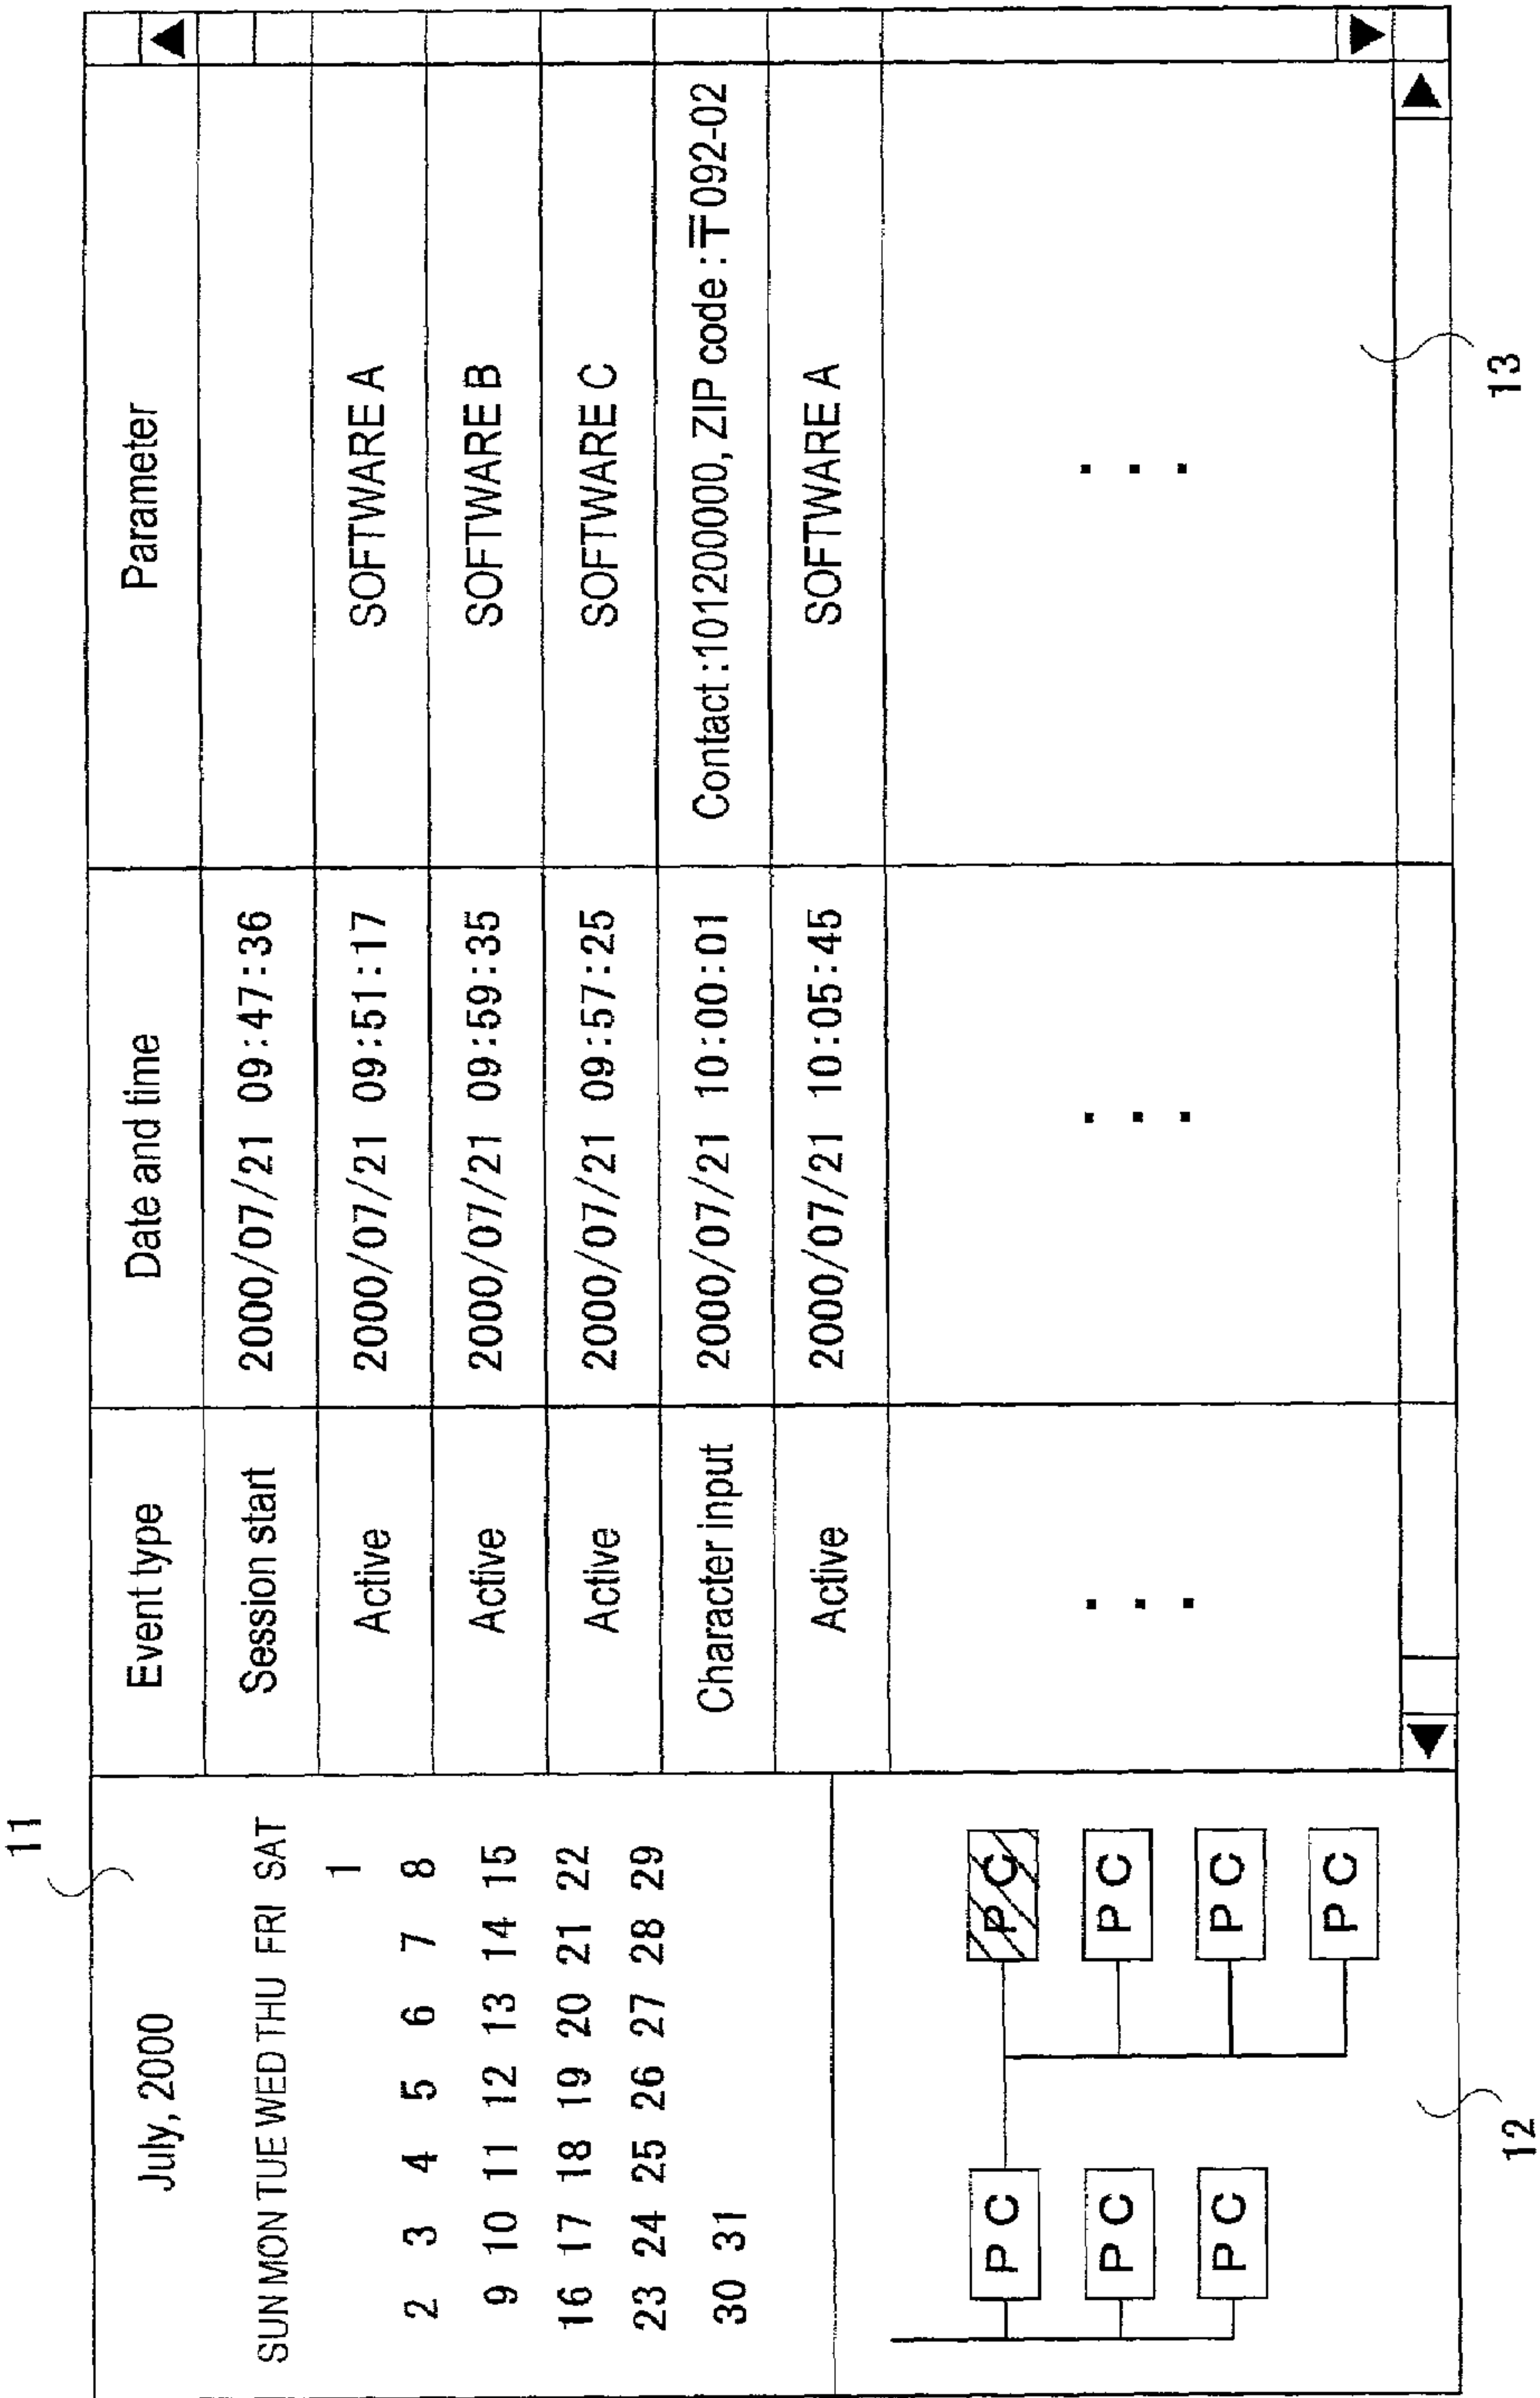 11
July, 2000
SUN MON TUE WED THU FRI SAT
1
2 3 4 5 6 7 8
9 10 11 12 13 14 15
16 17 18 19 20 21 22
23 24 25 26 27 28 29
30 31
PC PC
PC PC
PC PC
PC
12
Event type Date and time Parameter
Session start 2000/07/21 09:47:36
Active 2000/07/21 09:51:17 SOFTWARE A
Active 2000/07/21 09:59:35 SOFTWARE B
Active 2000/07/21 09:57:25 SOFTWARE C
Character input 2000/07/21 10:00:01 Contact :101200000, ZIP code : 〒092-02
Active 2000/07/21 10:05:45 SOFTWARE A
... ... ...
13